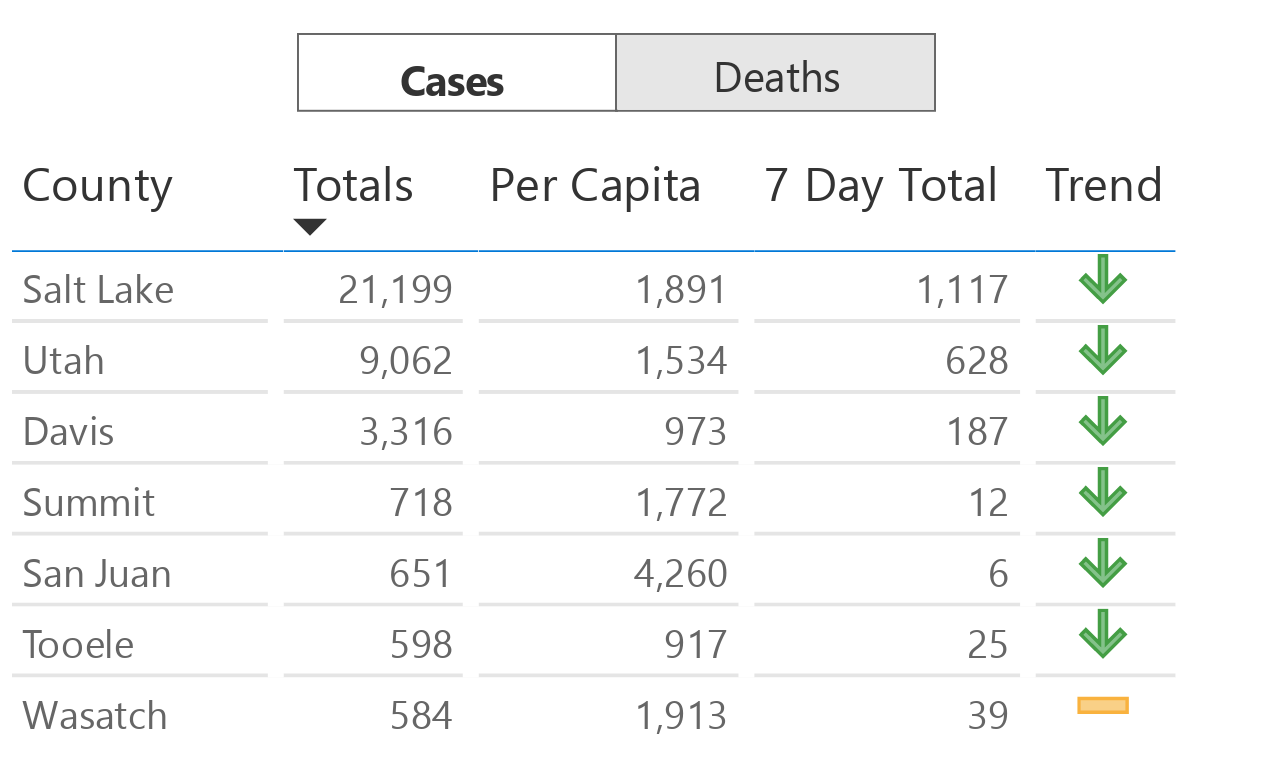 Cases Deaths
County Totals Per Capita 7 Day Total Trend
Salt Lake 21,199 1,891 1,117
Utah 9,062 1,534 628
Davis 3,316 973 187
Summit 718 1,772 12
San Juan 651 4,260 6
Tooele 598 917 25
Wasatch 584 1,913 39